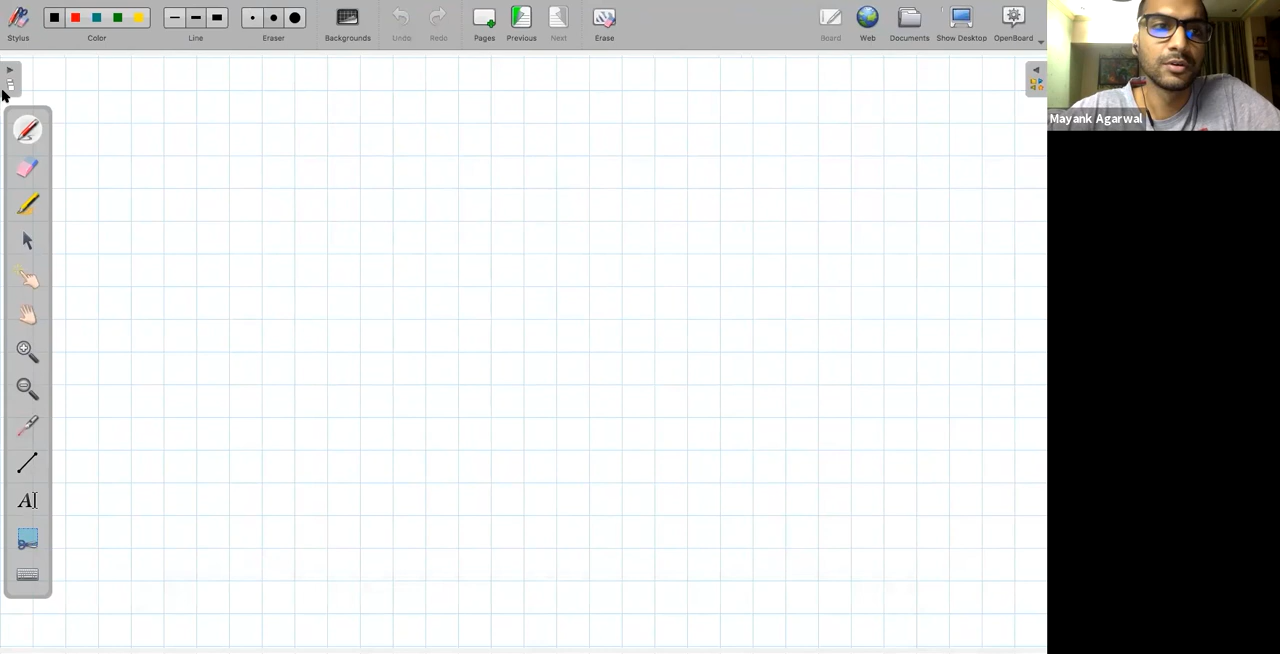 Stylus Color Line Eraser Backgrounds Undo Redo Pages Previous Next Erase Board Web Documents Show Desktop OpenBoard
Mayank Agarwal
AI